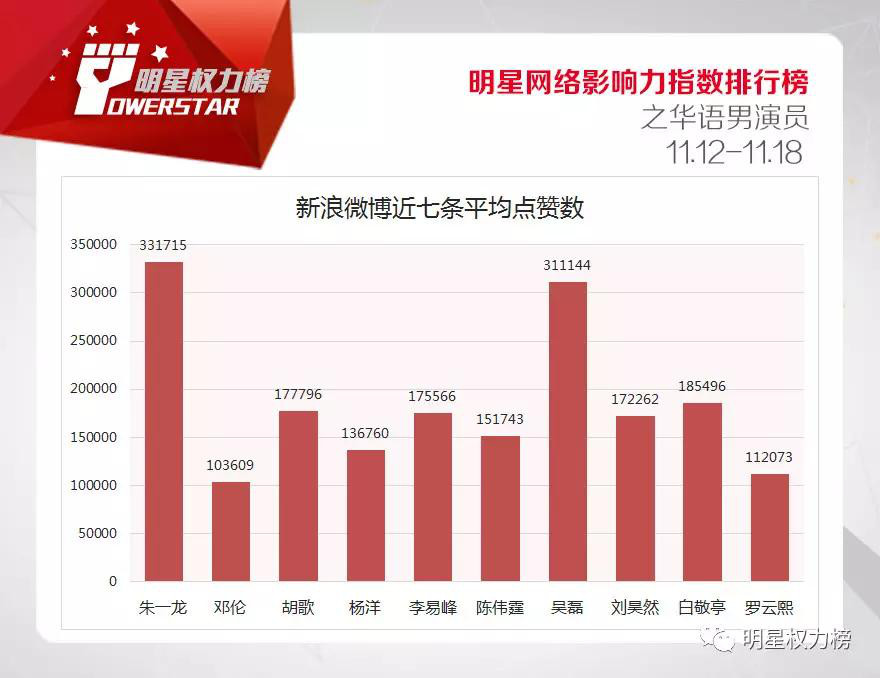 明星权力榜
POWERSTAR
明星网络影响力指数排行榜
之华语男演员
11.12-11.18
新浪微博近七条平均点赞数
350000
300000
250000
200000
150000
100000
50000
0
331715
103609
177796
136760
175566
151743
311144
172262
185496
112073
朱一龙 邓伦 胡歌 杨洋 李易峰 陈伟霆 吴磊 刘昊然 白敬亭 罗云熙
明星权力榜